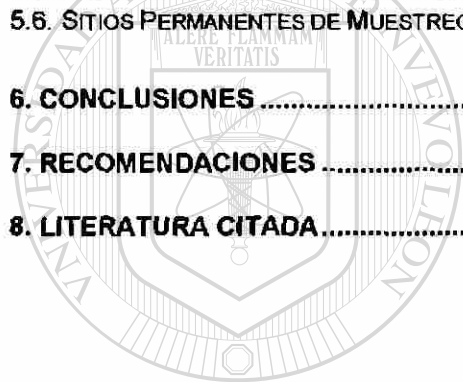 5.6. SITIOS PERMANENTES DE MUESTREO
ALERE FLAMMAM
VERITATIS
6. CONCLUSIONES ........................
7. RECOMENDACIONES ................
8. LITERATURA CITADA................